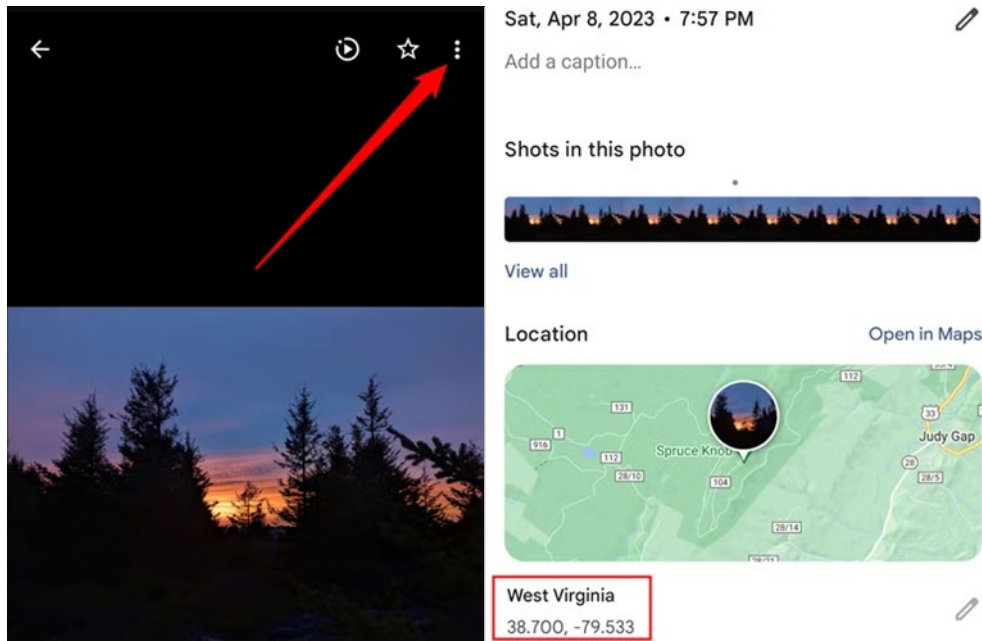 Sat, Apr 8, 2023 • 7:57 PM
Add a caption...
Shots in this photo
View all
Location
Open in Maps
112
131
33
Judy Gap
1
916
Spruce Knob
112
28
28/10
104
28/5
28/14
West Virginia
38.700, -79.533